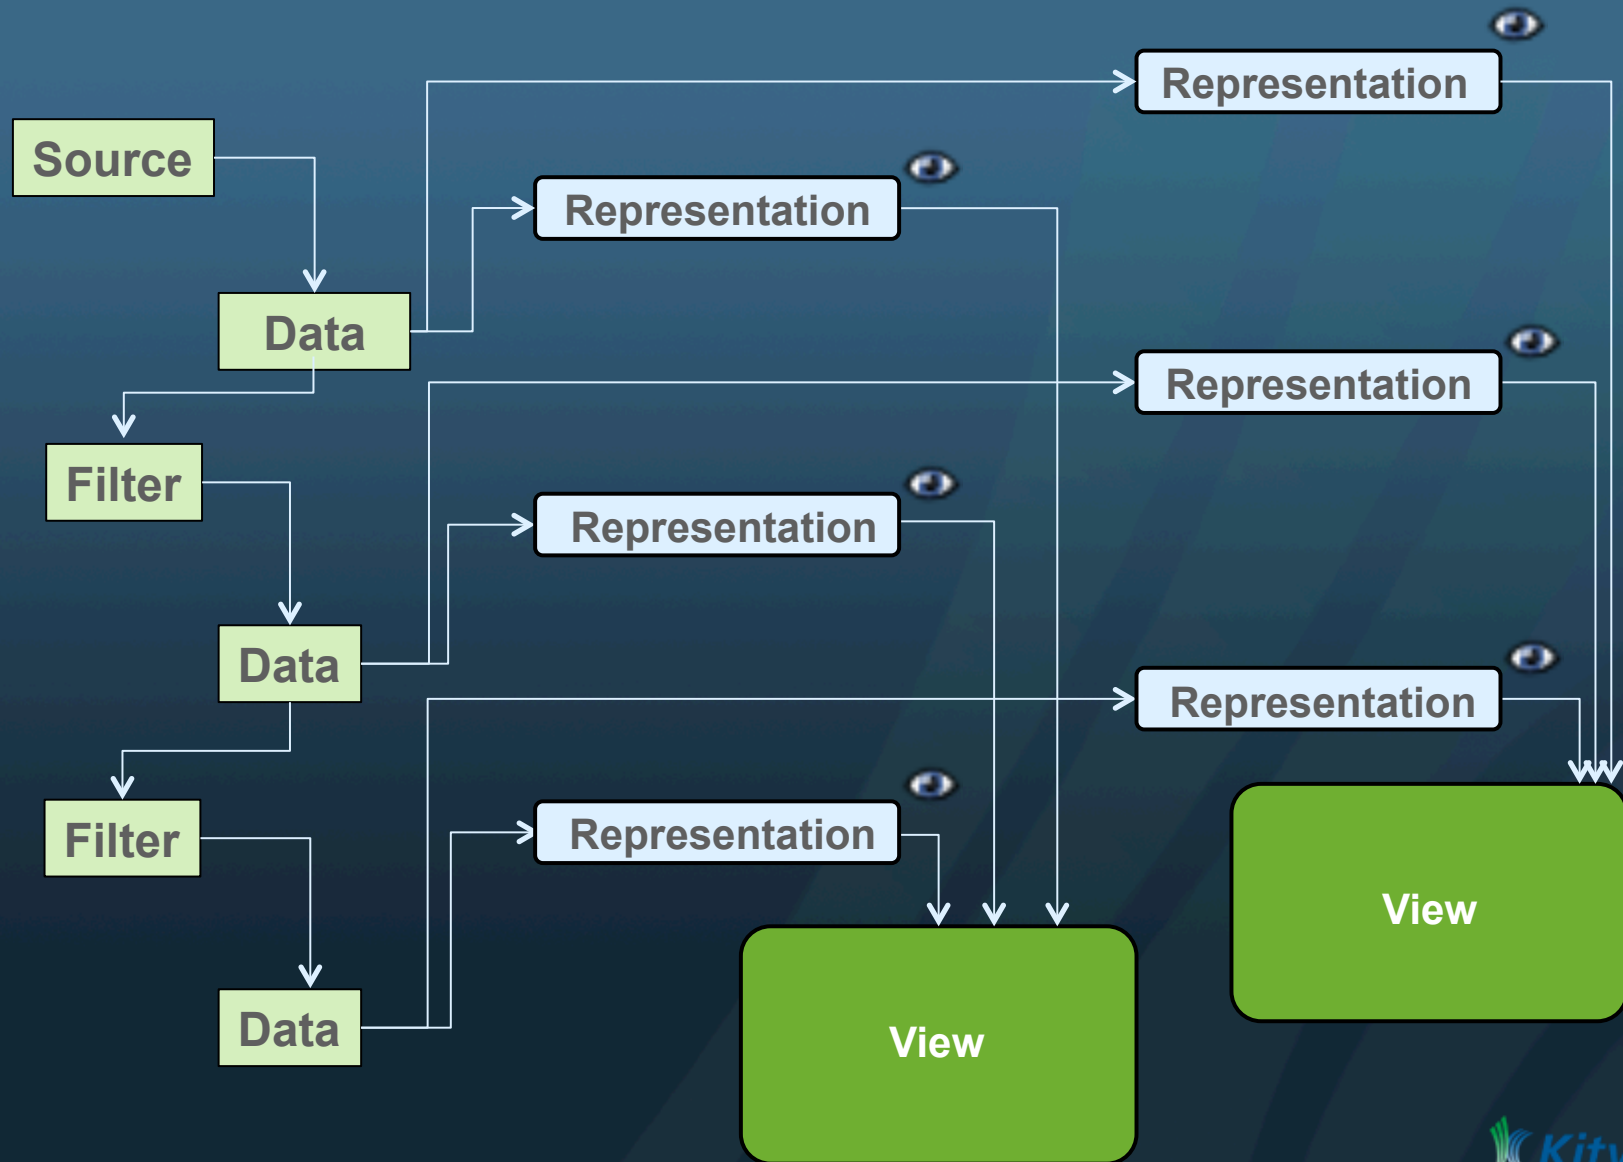 Representation
Source
Representation
Data
Representation
Filter
Representation
Data
Representation
Filter
Representation
View
Data
View